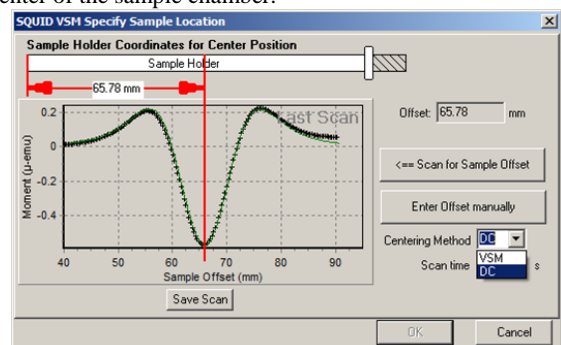 center of the sample chamber.
SQUID VSM Specify Sample Location
Sample Holder Coordinates for Center Position
Sample Holder
65.78 mm
Last Scan
Offset: 65.78 mm
<== Scan for Sample Offset
Enter Offset manually
Centering Method DC
VSM
DC
Scan time s
Moment (μ-emu)
0.2
0
-0.2
-0.4
40 50 60 70 80 90
Sample Offset (mm)
Save Scan
OK Cancel